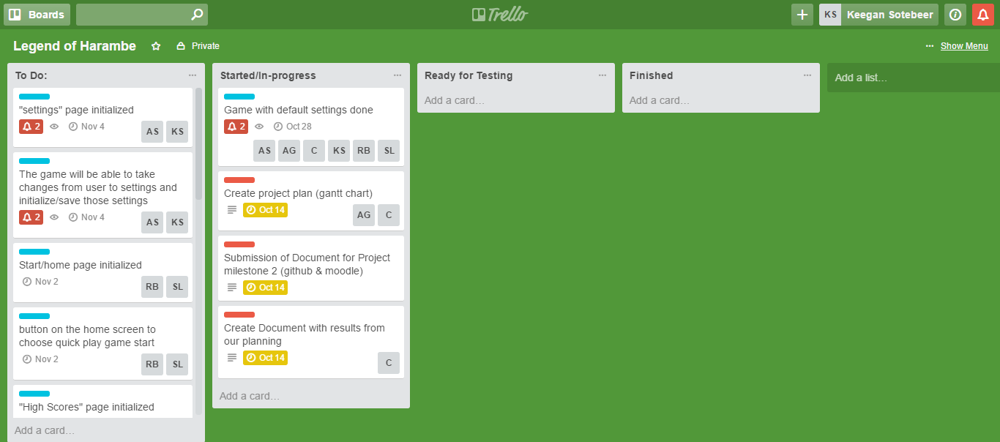 Boards
Trello
KS Keegan Sotebeer
Legend of Harambe
Private
... Show Menu
To Do: ...
"settings" page initialized
2 Nov 4
AS KS
The game will be able to take
changes from user to settings and
initialize/save those settings
2 Nov 4
AS KS
Start/home page initialized
Nov 2
RB SL
button on the home screen to
choose quick play game start
Nov 2
RB SL
"High Scores" page initialized
Add a card...
Started/In-progress ...
Game with default settings done
2 Oct 28
AS AG C KS RB SL
Create project plan (gantt chart)
Oct 14
AG C
Submission of Document for Project
milestone 2 (github & moodle)
Oct 14
Create Document with results from
our planning
Oct 14
C
Add a card...
Ready for Testing ...
Add a card...
Finished ...
Add a card...
Add a list...